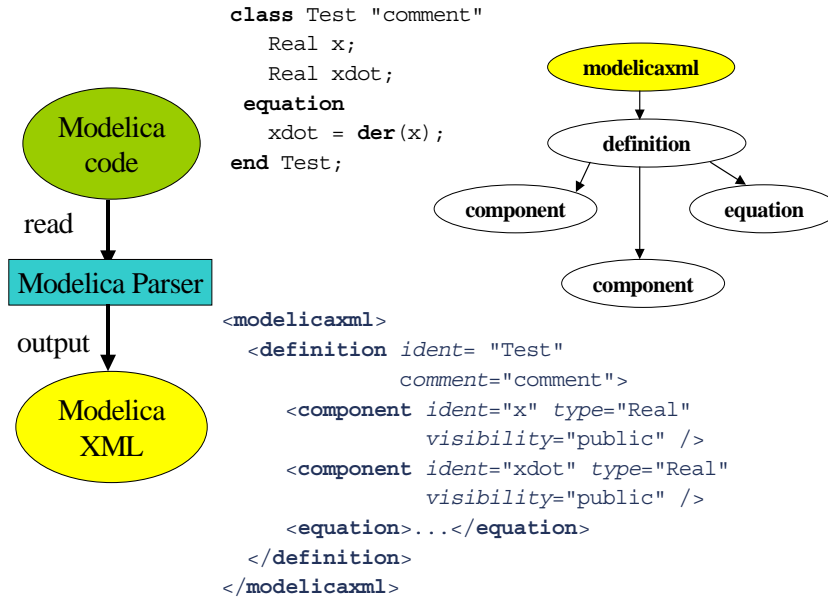 class Test "comment"
Real x;
Real xdot;
equation
xdot = der(x);
end Test;
Modelica
code
read
Modelica Parser
output
Modelica
XML
modelicaxml
definition
component
equation
component
<modelicaxml>
<definition ident= "Test"
comment="comment">
<component ident="x" type="Real"
visibility="public" />
<component ident="xdot" type="Real"
visibility="public" />
<equation>...</equation>
</definition>
</modelicaxml>